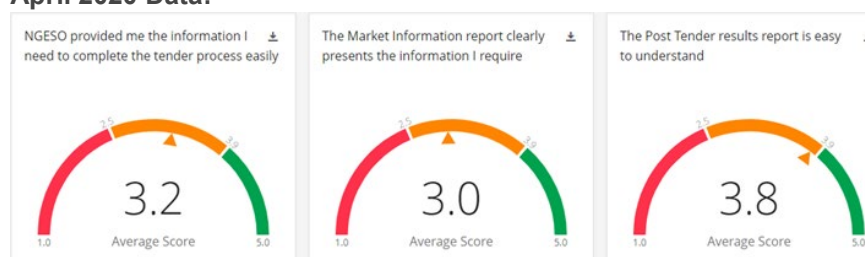 NGESO provided me the information I
need to complete the tender process easily
2.5
3.9
3.2
1.0
Average Score
5.0
The Market Information report clearly
presents the information I require
2.5
3.9
3.0
1.0
Average Score
5.0
The Post Tender results report is easy
to understand
2.5
3.9
3.8
1.0
Average Score
5.0